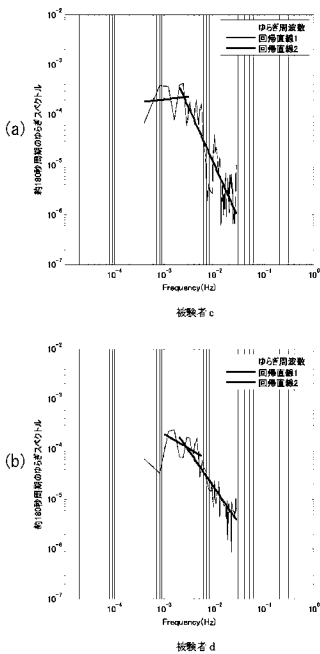 (a)
約180秒周期のゆらぎスペクトル
10⁻²
10⁻³
10⁻⁴
10⁻⁵
10⁻⁶
10⁻⁷
ゆらぎ周波数
回帰直線1
回帰直線2
10⁻⁴
10⁻³
10⁻²
10⁻¹
10⁰
Frequency(Hz)
被験者 c
(b)
約180秒周期のゆらぎスペクトル
10⁻²
10⁻³
10⁻⁴
10⁻⁵
10⁻⁶
10⁻⁷
ゆらぎ周波数
回帰直線1
回帰直線2
10⁻⁴
10⁻³
10⁻²
10⁻¹
10⁰
Frequency(Hz)
被験者 d